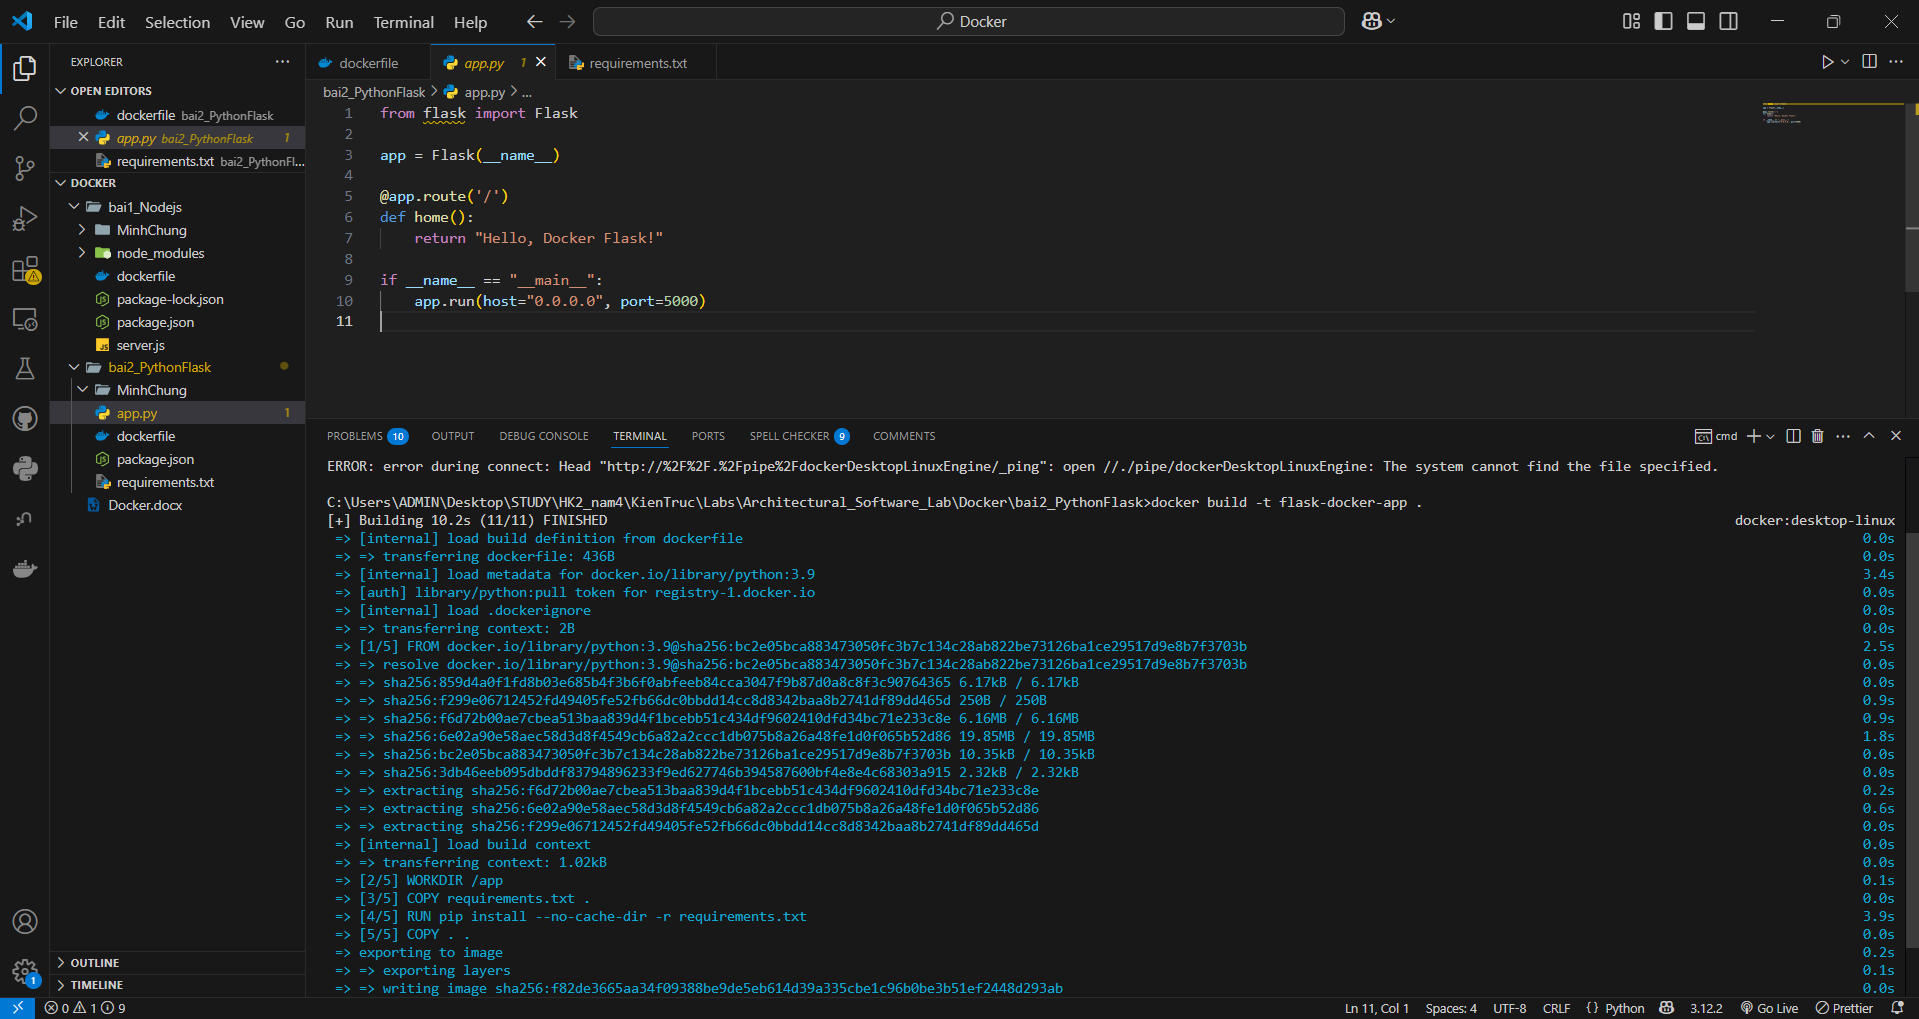 File Edit Selection View Go Run Terminal Help
Docker
EXPLORER
OPEN EDITORS
dockerfile bai2_PythonFlask
app.py bai2_PythonFlask 1
requirements.txt bai2_PythonFl...
DOCKER
bai1_Nodejs
MinhChung
node_modules
dockerfile
package-lock.json
package.json
server.js
bai2_PythonFlask
MinhChung
app.py 1
dockerfile
package.json
requirements.txt
Docker.docx
OUTLINE
TIMELINE
dockerfile app.py 1 requirements.txt
bai2_PythonFlask > app.py > ...
1 from flask import Flask
2
3 app = Flask(__name__)
4
5 @app.route('/')
6 def home():
7 return "Hello, Docker Flask!"
8
9 if __name__ == "__main__":
10 app.run(host="0.0.0.0", port=5000)
11
PROBLEMS 10 OUTPUT DEBUG CONSOLE TERMINAL PORTS SPELL CHECKER 9 COMMENTS cmd
ERROR: error during connect: Head "http://%2F%2F.%2Fpipe%2FdockerDesktopLinuxEngine/_ping": open //./pipe/dockerDesktopLinuxEngine: The system cannot find the file specified.
C:\Users\ADMIN\Desktop\STUDY\HK2_nam4\KienTruc\Labs\Architectural_Software_Lab\Docker\bai2_PythonFlask>docker build -t flask-docker-app .
[+] Building 10.2s (11/11) FINISHED docker:desktop-linux
=> [internal] load build definition from dockerfile 0.0s
=> => transferring dockerfile: 436B 0.0s
=> [internal] load metadata for docker.io/library/python:3.9 3.4s
=> [auth] library/python:pull token for registry-1.docker.io 0.0s
=> [internal] load .dockerignore 0.0s
=> => transferring context: 2B 0.0s
=> [1/5] FROM docker.io/library/python:3.9@sha256:bc2e05bca883473050fc3b7c134c28ab822be73126ba1ce29517d9e8b7f3703b 2.5s
=> => resolve docker.io/library/python:3.9@sha256:bc2e05bca883473050fc3b7c134c28ab822be73126ba1ce29517d9e8b7f3703b 0.0s
=> => sha256:859d4a0f1fd8b03e685b4f3b6f0abfeeb84cca3047f9b87d0a8c8f3c90764365 6.17kB / 6.17kB 0.0s
=> => sha256:f299e06712452fd49405fe52fb66dc0bbdd14cc8d8342baa8b2741df89dd465d 250B / 250B 0.9s
=> => sha256:f6d72b00ae7cbea513baa839d4f1bcebb51c434df9602410dfd34bc71e233c8e 6.16MB / 6.16MB 0.9s
=> => sha256:6e02a90e58aec58d3d8f4549cb6a82a2ccc1db075b8a26a48fe1d0f065b52d86 19.85MB / 19.85MB 1.8s
=> => sha256:bc2e05bca883473050fc3b7c134c28ab822be73126ba1ce29517d9e8b7f3703b 10.35kB / 10.35kB 0.0s
=> => sha256:3db46eeb095dbddf83794896233f9ed627746b394587600bf4e8e4c68303a915 2.32kB / 2.32kB 0.0s
=> => extracting sha256:f6d72b00ae7cbea513baa839d4f1bcebb51c434df9602410dfd34bc71e233c8e 0.2s
=> => extracting sha256:6e02a90e58aec58d3d8f4549cb6a82a2ccc1db075b8a26a48fe1d0f065b52d86 0.6s
=> => extracting sha256:f299e06712452fd49405fe52fb66dc0bbdd14cc8d8342baa8b2741df89dd465d 0.0s
=> [internal] load build context 0.0s
=> => transferring context: 1.02kB 0.0s
=> [2/5] WORKDIR /app 0.1s
=> [3/5] COPY requirements.txt . 0.0s
=> [4/5] RUN pip install --no-cache-dir -r requirements.txt 3.9s
=> [5/5] COPY . . 0.0s
=> exporting to image 0.2s
=> => exporting layers 0.1s
=> => writing image sha256:f82de3665aa34f09388be9de5eb614d39a335cbe1c96b0be3b51ef2448d293ab 0.0s
0 1 9 Ln 11, Col 1 Spaces: 4 UTF-8 CRLF {} Python 3.12.2 Go Live Prettier